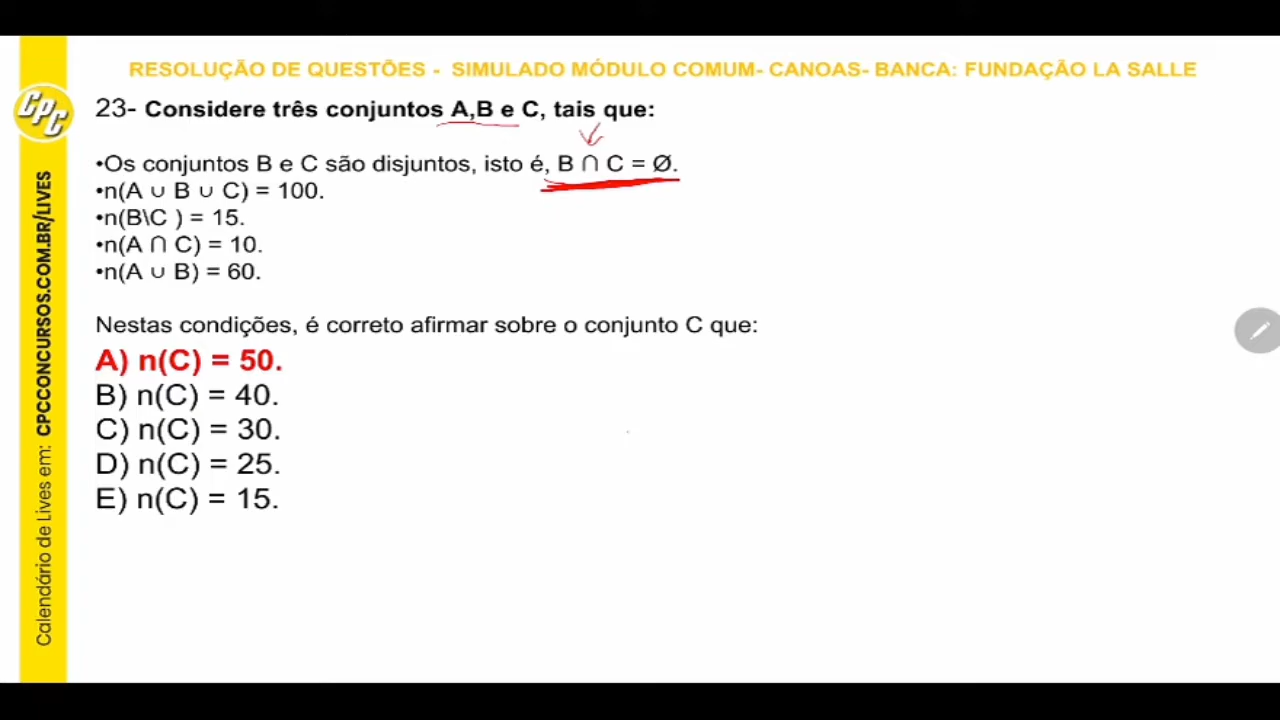 RESOLUÇÃO DE QUESTÕES - SIMULADO MÓDULO COMUM- CANOAS- BANCA: FUNDAÇÃO LA SALLE
CPC
23- Considere três conjuntos A,B e C, tais que:
•Os conjuntos B e C são disjuntos, isto é, B ∩ C = Ø.
•n(A ∪ B ∪ C) = 100.
•n(B\C ) = 15.
•n(A ∩ C) = 10.
•n(A ∪ B) = 60.
Nestas condições, é correto afirmar sobre o conjunto C que:
A) n(C) = 50.
B) n(C) = 40.
C) n(C) = 30.
D) n(C) = 25.
E) n(C) = 15.
Calendário de Lives em: CPCCONCURSOS.COM.BR/LIVES